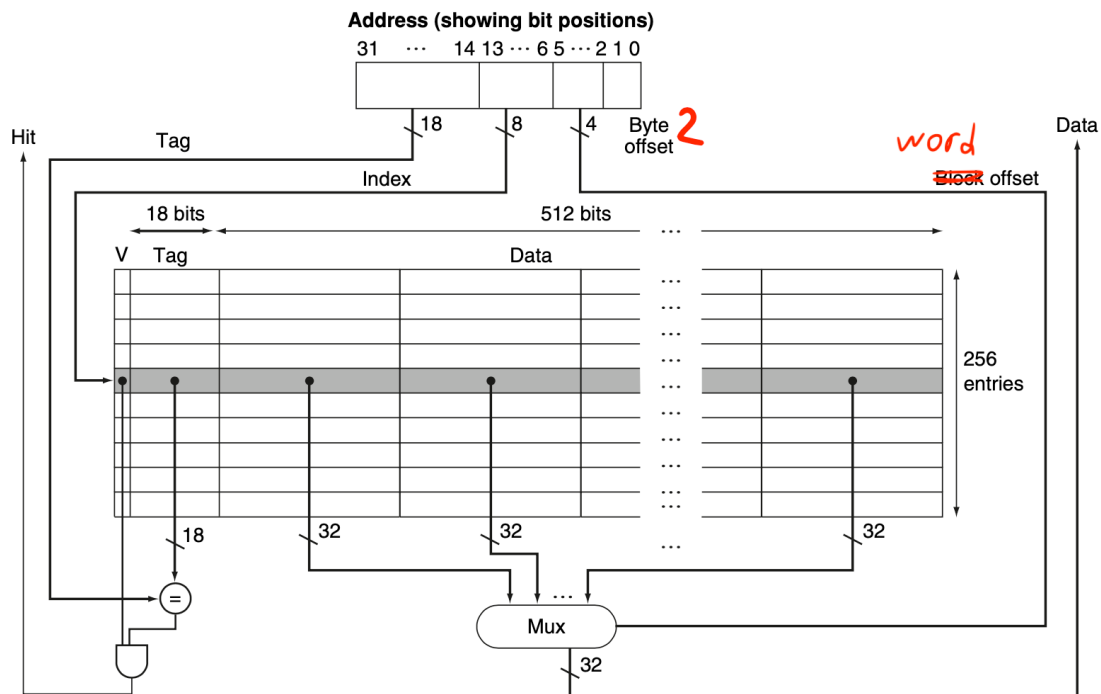 Address (showing bit positions)
31 ··· 14 13 ··· 6 5 ··· 2 1 0
18 8 4 Byte offset 2
Hit
Tag
Data
word
Index
Block offset
18 bits 512 bits ···
V Tag Data
···
···
···
···
···
256 entries
···
···
···
···
···
18 32 32 ··· 32
=
···
Mux
32